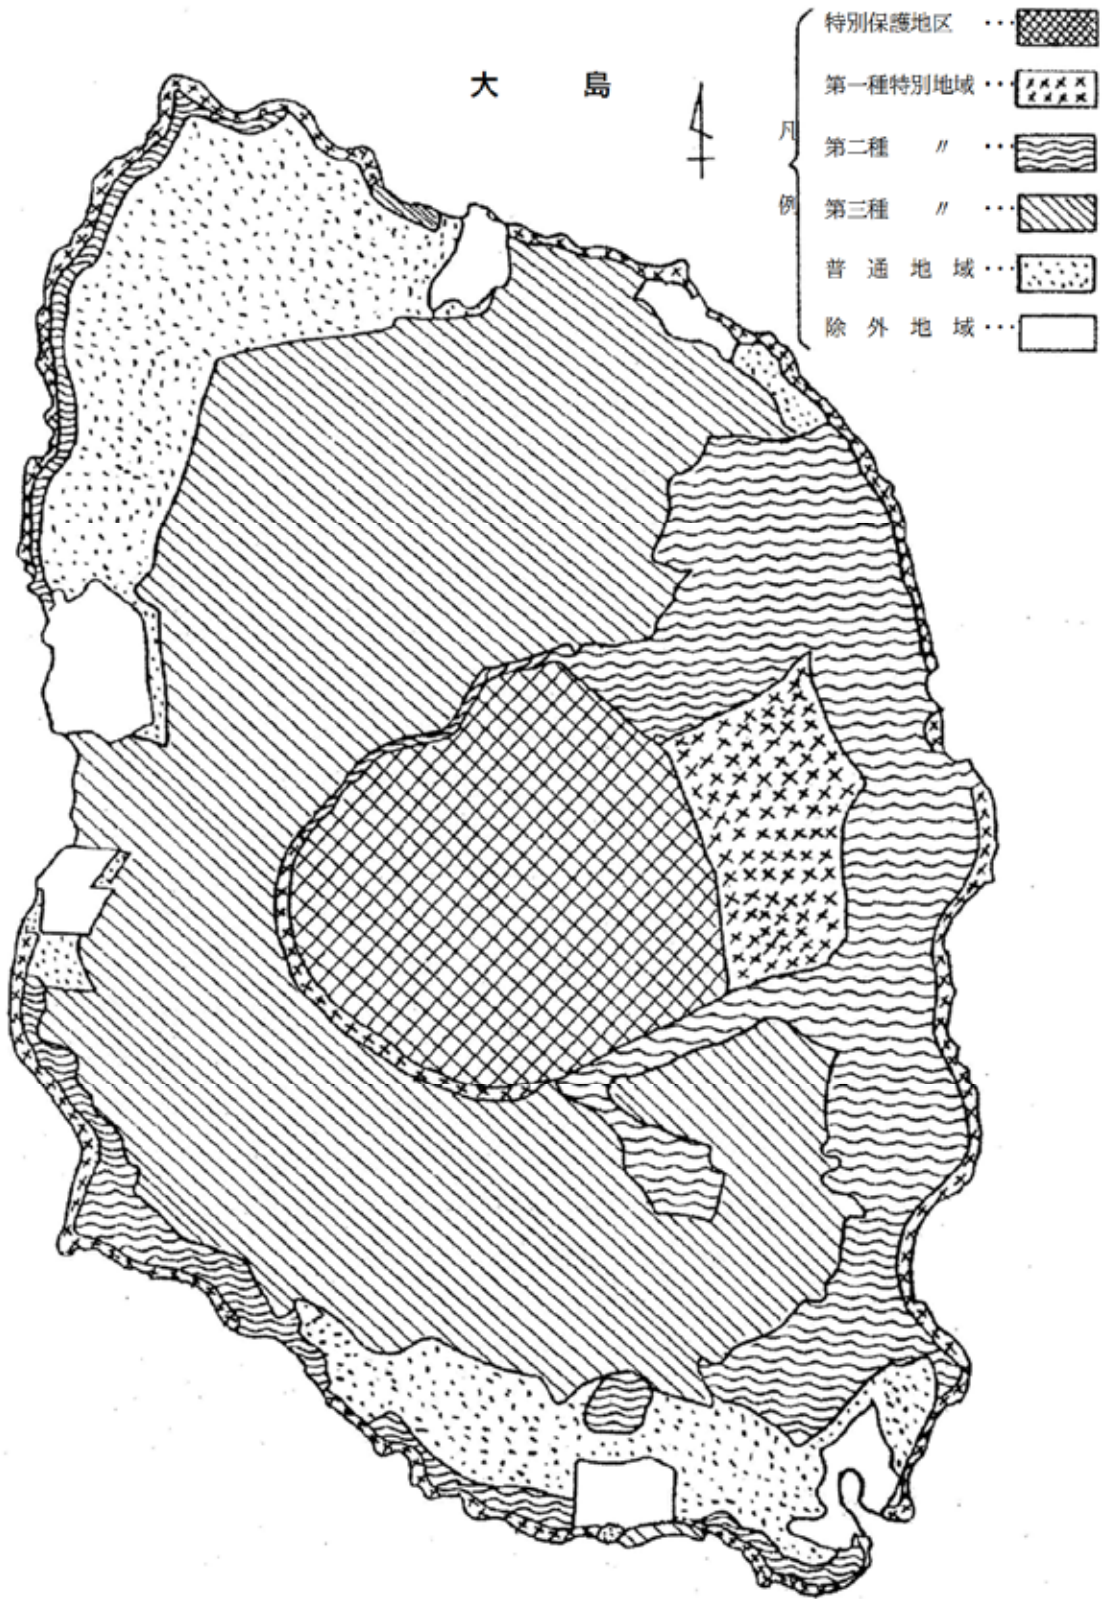 大島
凡例
特別保護地区 ・・・
第一種特別地域 ・・・
第二種 〃 ・・・
第三種 〃 ・・・
普通地域 ・・・
除外地域 ・・・